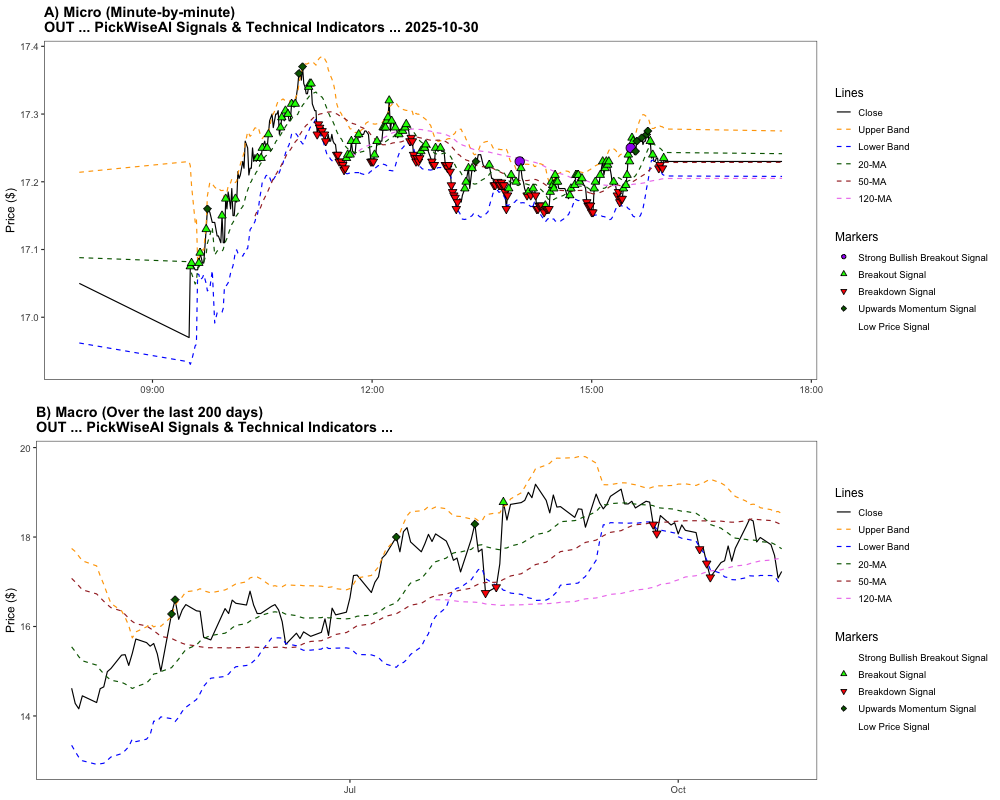 A) Micro (Minute-by-minute)
OUT ... PickWiseAI Signals & Technical Indicators ... 2025-10-30
Price ($)
17.4
17.3
17.2
17.1
17.0
09:00
12:00
15:00
18:00
Lines
Close
Upper Band
Lower Band
20-MA
50-MA
120-MA
Markers
Strong Bullish Breakout Signal
Breakout Signal
Breakdown Signal
Upwards Momentum Signal
Low Price Signal
B) Macro (Over the last 200 days)
OUT ... PickWiseAI Signals & Technical Indicators ...
Price ($)
20
18
16
14
Jul
Oct
Lines
Close
Upper Band
Lower Band
20-MA
50-MA
120-MA
Markers
Strong Bullish Breakout Signal
Breakout Signal
Breakdown Signal
Upwards Momentum Signal
Low Price Signal